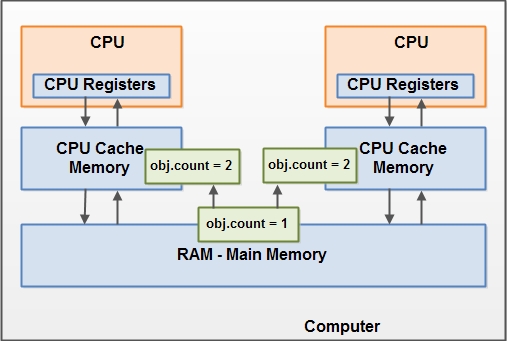 CPU
CPU
CPU Registers
CPU Registers
CPU Cache
Memory
obj.count = 2
obj.count = 2
CPU Cache
Memory
obj.count = 1
RAM - Main Memory
Computer